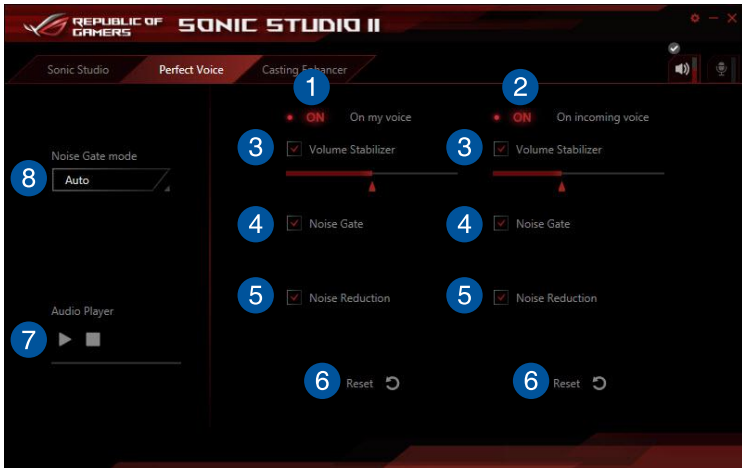 REPUBLIC OF
GAMERS
SONIC STUDIO II
Sonic Studio
Perfect Voice
Casting Enhancer
1
2
ON On my voice
ON On incoming voice
3 Volume Stabilizer
3 Volume Stabilizer
Noise Gate mode
8 Auto
4 Noise Gate
4 Noise Gate
5 Noise Reduction
5 Noise Reduction
Audio Player
7
6 Reset
6 Reset